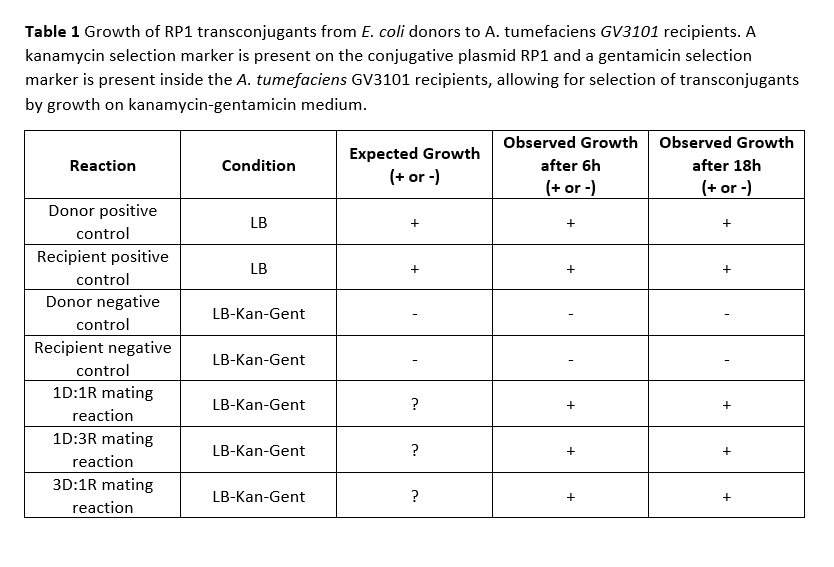 Table 1 Growth of RP1 transconjugants from E. coli donors to A. tumefaciens GV3101 recipients. A
kanamycin selection marker is present on the conjugative plasmid RP1 and a gentamicin selection
marker is present inside the A. tumefaciens GV3101 recipients, allowing for selection of transconjugants
by growth on kanamycin-gentamicin medium.
Reaction
Condition
Expected Growth
(+ or -)
Observed Growth
after 6h
(+ or -)
Observed Growth
after 18h
(+ or -)
Donor positive
control
LB
+
+
+
Recipient positive
control
LB
+
+
+
Donor negative
control
LB-Kan-Gent
-
-
-
Recipient negative
control
LB-Kan-Gent
-
-
-
1D:1R mating
reaction
LB-Kan-Gent
?
+
+
1D:3R mating
reaction
LB-Kan-Gent
?
+
+
3D:1R mating
reaction
LB-Kan-Gent
?
+
+